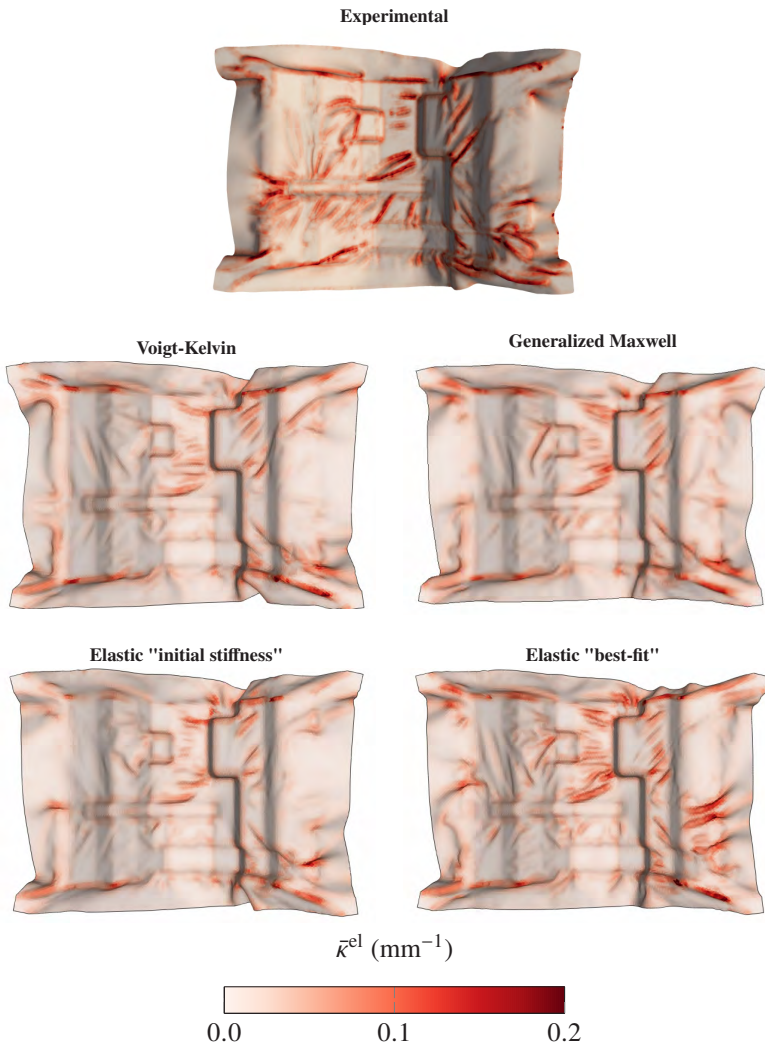 Experimental
Voigt-Kelvin
Generalized Maxwell
Elastic "initial stiffness"
Elastic "best-fit"
κ̄ᵉˡ (mm⁻¹)
0.0 0.1 0.2